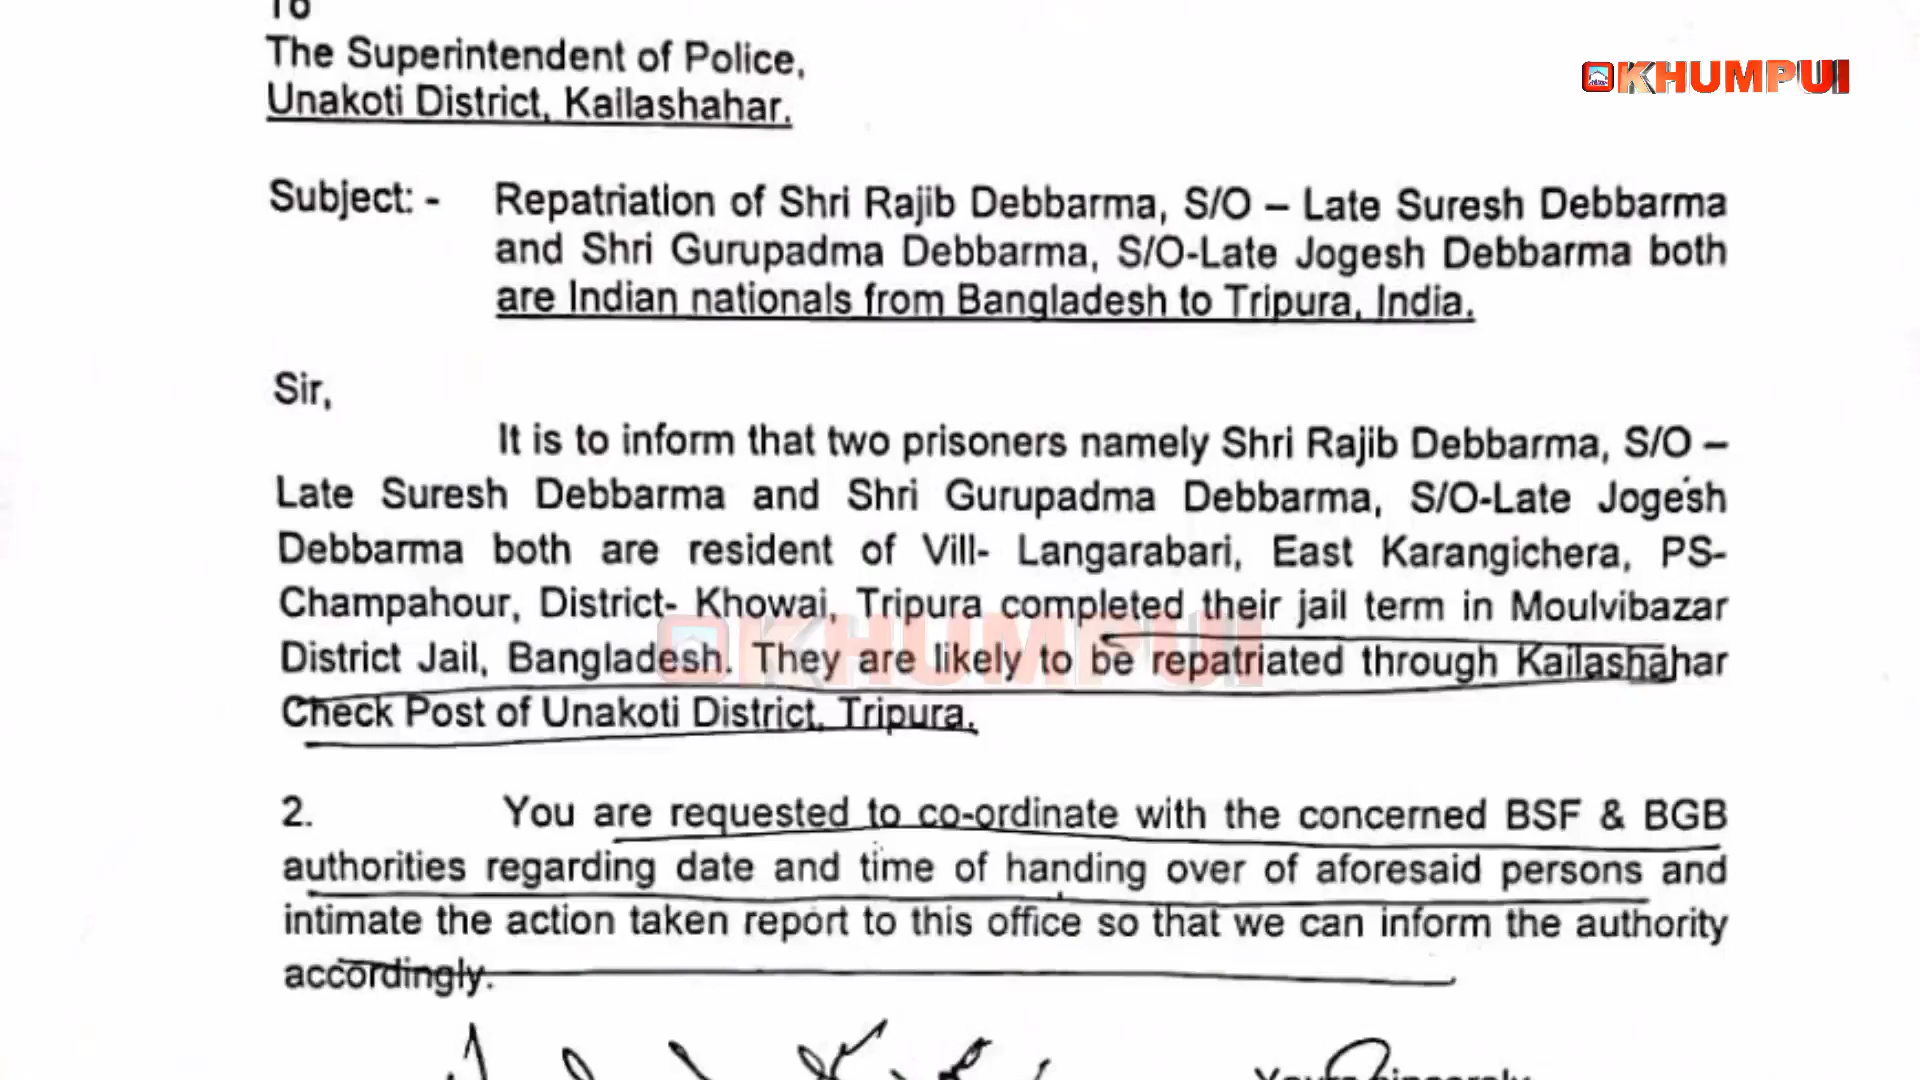 To
The Superintendent of Police,
Unakoti District, Kailashahar.
KHUMPUI
Subject: - Repatriation of Shri Rajib Debbarma, S/O – Late Suresh Debbarma
and Shri Gurupadma Debbarma, S/O-Late Jogesh Debbarma both
are Indian nationals from Bangladesh to Tripura, India.
Sir,
It is to inform that two prisoners namely Shri Rajib Debbarma, S/O –
Late Suresh Debbarma and Shri Gurupadma Debbarma, S/O-Late Jogesh
Debbarma both are resident of Vill- Langarabari, East Karangichera, PS-
Champahour, District- Khowai, Tripura completed their jail term in Moulvibazar
District Jail, Bangladesh. They are likely to be repatriated through Kailashahar
Check Post of Unakoti District, Tripura.
KHUMPUI
2. You are requested to co-ordinate with the concerned BSF & BGB
authorities regarding date and time of handing over of aforesaid persons and
intimate the action taken report to this office so that we can inform the authority
accordingly.
Yours sincerely